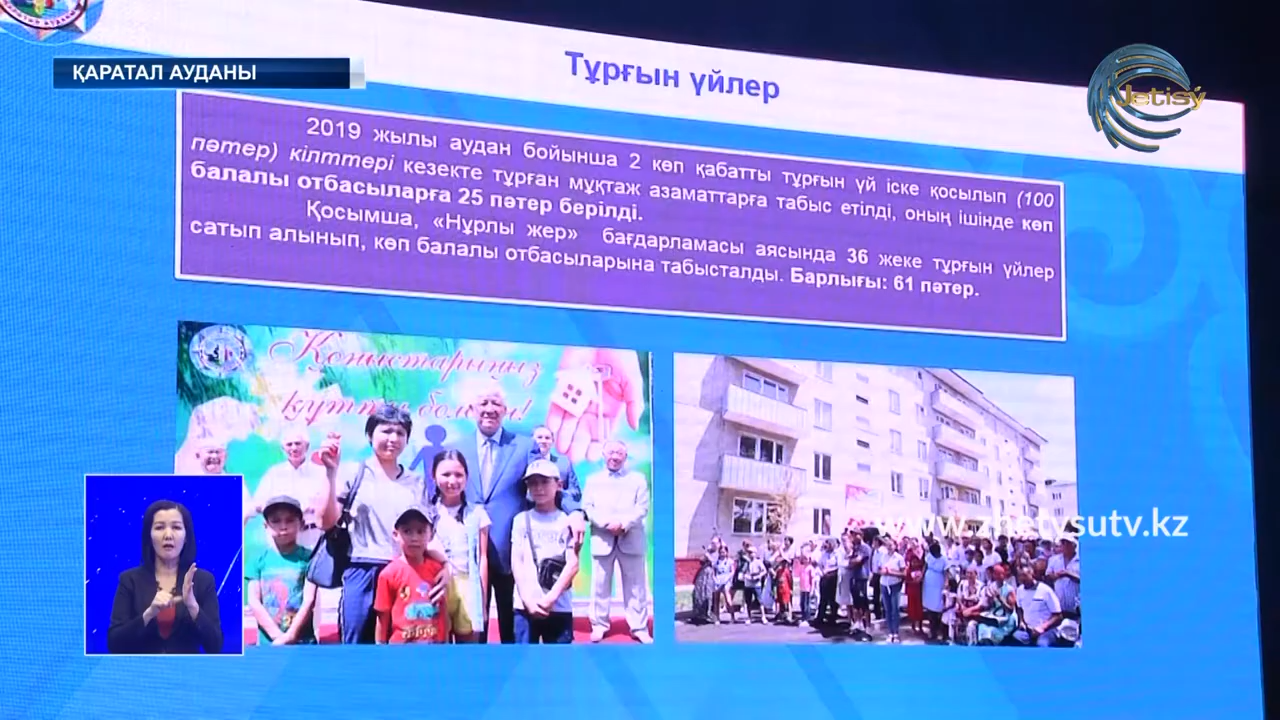 ҚАРАТАЛ АУДАНЫ
Тұрғын үйлер
Jetisý
2019 жылы аудан бойынша 2 көп қабатты тұрғын үй іске қосылып (100
пәтер) кілттері кезекте тұрған мұқтаж азаматтарға табыс етілді, оның ішінде көп
балалы отбасыларға 25 пәтер берілді.
Қосымша, «Нұрлы жер» бағдарламасы аясында 36 жеке тұрғын үйлер
сатып алынып, көп балалы отбасыларына табысталды. Барлығы: 61 пәтер.
Қоныстарыңыз
құтты болсын!
www.zhetysutv.kz